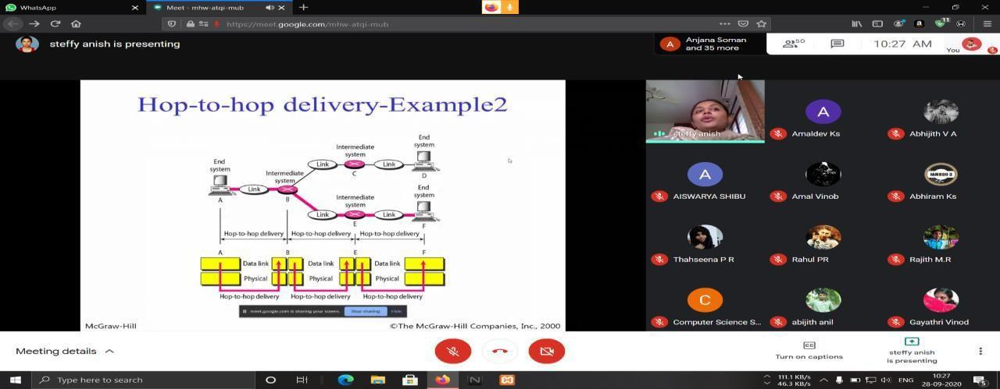 WhatsApp
Meet - mhw-atqi-mub
https://meet.google.com/mhw-atqi-mub
11
steffy anish is presenting
A
Anjana Soman
and 35 more
50
10:27 AM
You
Hop-to-hop delivery-Example2
End
system
A
Link
Intermediate
system
B
Link
Intermediate
system
C
Link
End
system
D
Link
Intermediate
system
E
Link
End
system
F
Hop-to-hop delivery
Hop-to-hop delivery
Hop-to-hop delivery
A
B
E
F
Data link
Data link
Data link
Physical
Physical
Physical
Hop-to-hop delivery
Hop-to-hop delivery
Hop-to-hop delivery
meet.google.com is sharing your screen.
Stop sharing
Hide
McGraw-Hill
©The McGraw-Hill Companies, Inc., 2000
steffy anish
A
Amaldev Ks
Abhijith V A
A
AISWARYA SHIBU
Amal Vinob
JAMBOO 3
Abhiram Ks
Thahseena P R
Rahul PR
Rajith M.R
C
Computer Science S...
abijith anil
Gayathri Vinod
Meeting details
Turn on captions
steffy anish
is presenting
Type here to search
111.1 KB/s
46.3 KB/s
ENG
10:27
28-09-2020
5